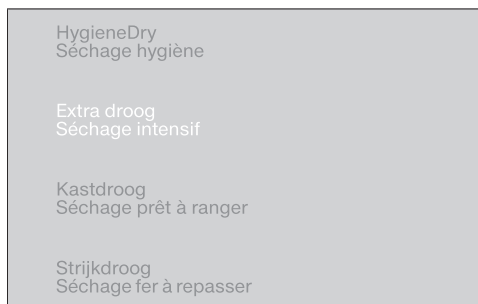 HygieneDry
Séchage hygiène
Extra droog
Séchage intensif
Kastdroog
Séchage prêt à ranger
Strijkdroog
Séchage fer à repasser